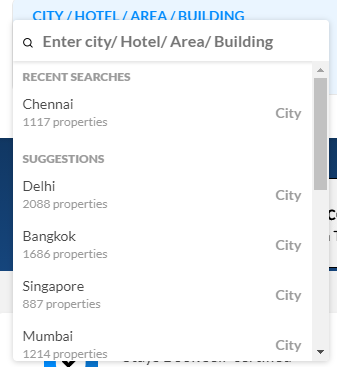 CITY / HOTEL / AREA / BUILDING
Enter city/ Hotel/ Area/ Building
RECENT SEARCHES
Chennai
City
1117 properties
SUGGESTIONS
Delhi
City
2088 properties
Bangkok
City
1686 properties
Singapore
City
887 properties
Mumbai
City
1214 properties